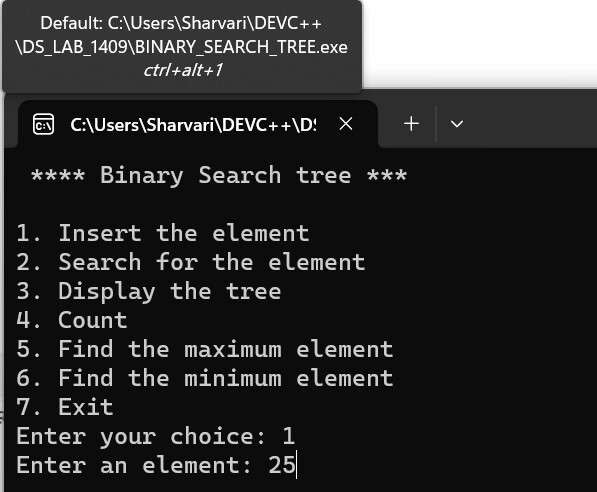 Default: C:\Users\Sharvari\DEVC++
\DS_LAB_1409\BINARY_SEARCH_TREE.exe
ctrl+alt+1
C:\Users\Sharvari\DEVC++\DS
**** Binary Search tree ***
1. Insert the element
2. Search for the element
3. Display the tree
4. Count
5. Find the maximum element
6. Find the minimum element
7. Exit
Enter your choice: 1
Enter an element: 25